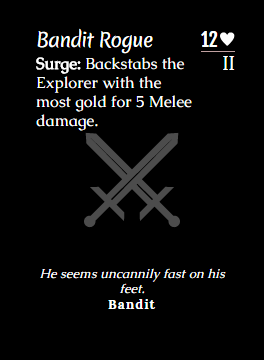 Bandit Rogue 12♥
Surge: Backstabs the II
Explorer with the
most gold for 5 Melee
damage.
He seems uncannily fast on his
feet.
Bandit